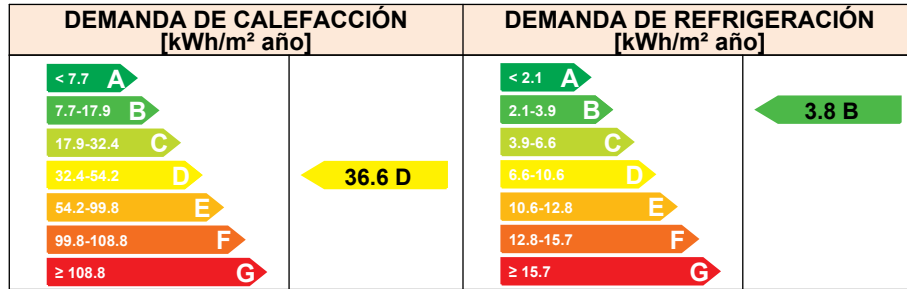 DEMANDA DE CALEFACCIÓN
[kWh/m² año]
DEMANDA DE REFRIGERACIÓN
[kWh/m² año]
< 7.7 A
7.7-17.9 B
17.9-32.4 C
32.4-54.2 D
54.2-99.8 E
99.8-108.8 F
≥ 108.8 G
36.6 D
< 2.1 A
2.1-3.9 B
3.9-6.6 C
6.6-10.6 D
10.6-12.8 E
12.8-15.7 F
≥ 15.7 G
3.8 B